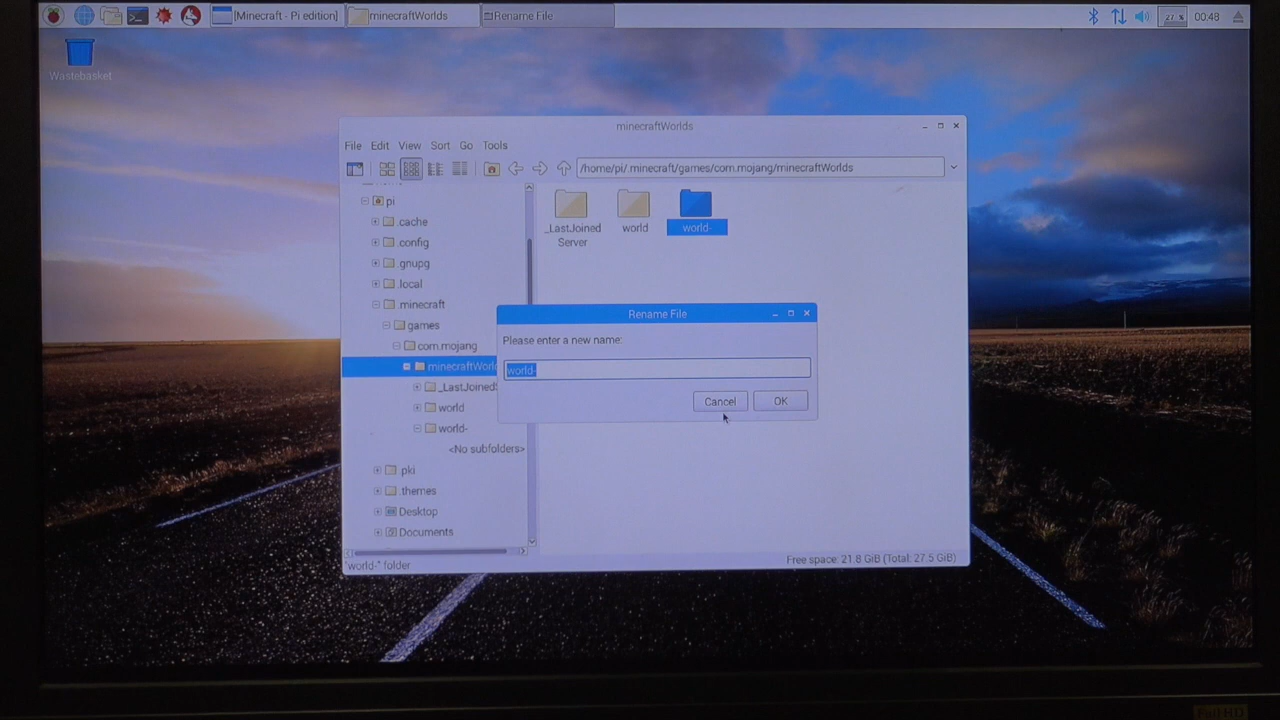 [Minecraft - Pi edition]
minecraftWorlds
Rename File
27 %
00:48
Wastebasket
minecraftWorlds
File Edit View Sort Go Tools
/home/pi/.minecraft/games/com.mojang/minecraftWorlds
pi
.cache
.config
.gnupg
.local
.minecraft
games
com.mojang
minecraftWorld
_LastJoined
world
world-
<No subfolders>
.pki
.themes
Desktop
Documents
_LastJoined
Server
world
world-
Rename File
Please enter a new name:
world-
Cancel
OK
"world-" folder
Free space: 21.8 GiB (Total: 27.5 GiB)